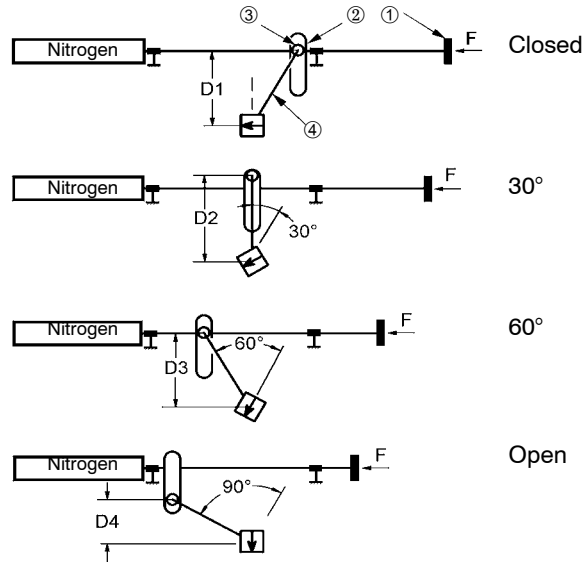 ③ ② ①
Nitrogen F Closed
D1
④
Nitrogen F 30°
D2
30°
Nitrogen F 60°
60°
D3
Nitrogen F Open
90°
D4